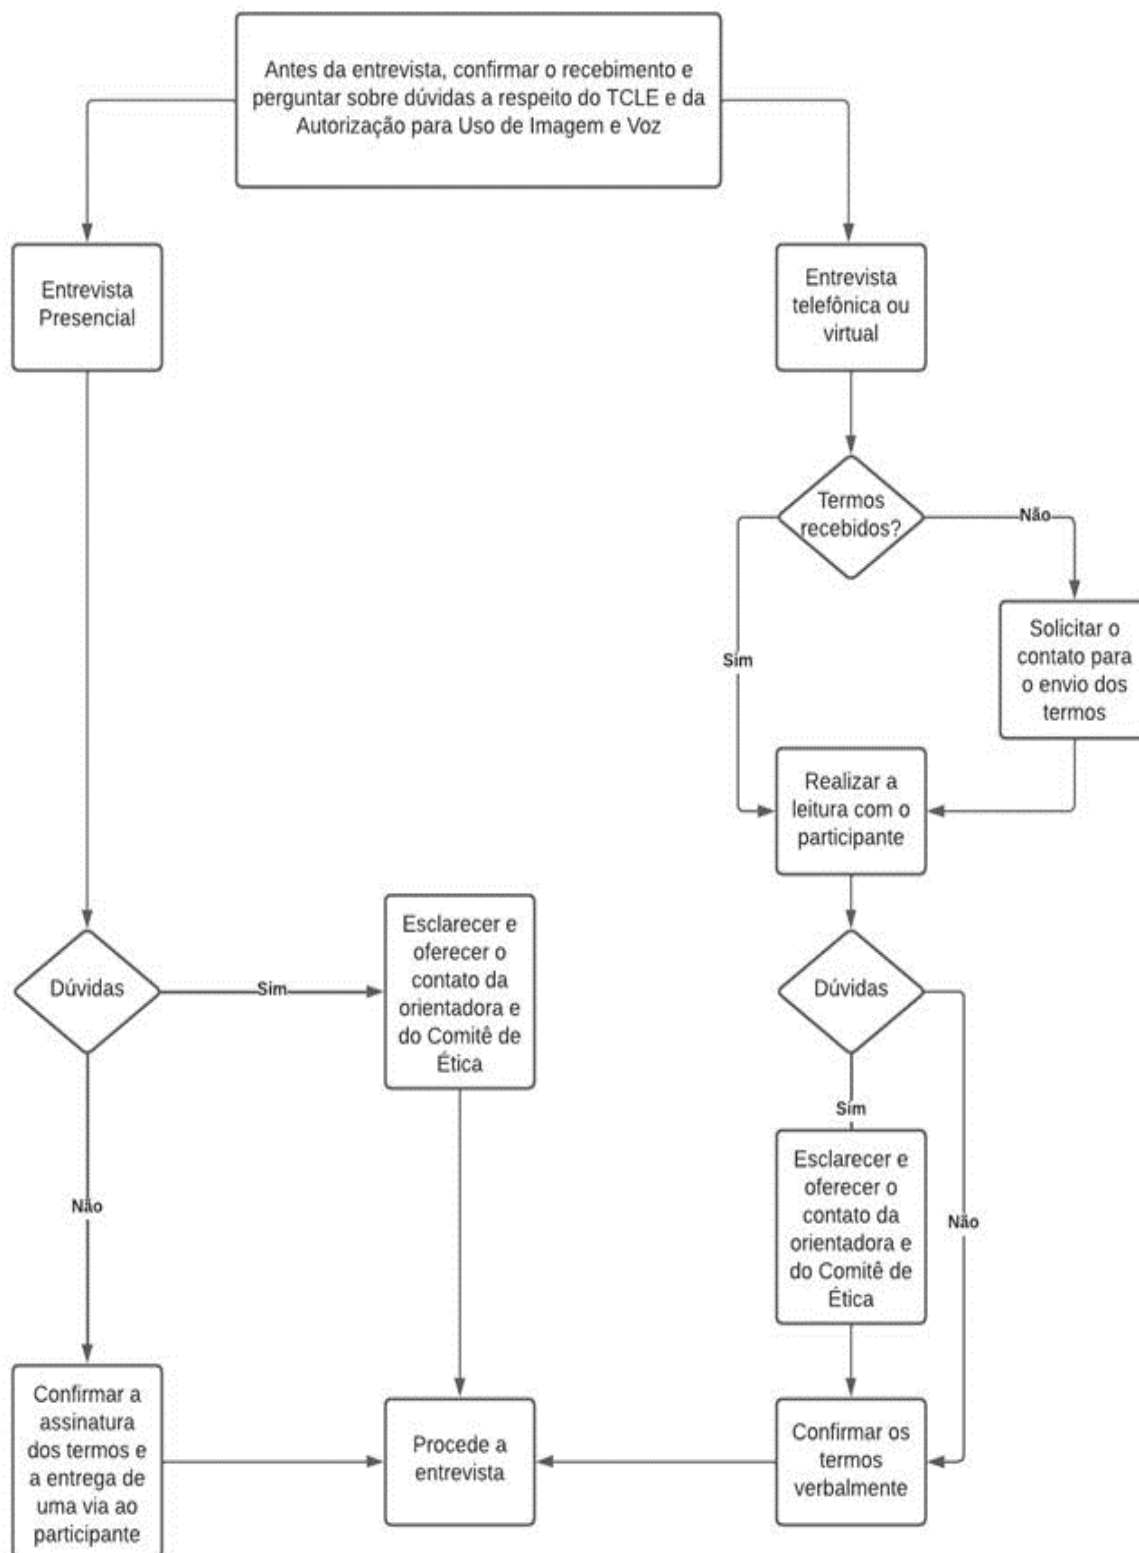 Antes da entrevista, confirmar o recebimento e
perguntar sobre dúvidas a respeito do TCLE e da
Autorização para Uso de Imagem e Voz
Entrevista
Presencial
Entrevista
telefônica ou
virtual
Termos
recebidos?
Não
Sim
Solicitar o
contato para
o envio dos
termos
Realizar a
leitura com o
participante
Dúvidas
Sim
Esclarecer e
oferecer o
contato da
orientadora e
do Comitê de
Ética
Dúvidas
Sim
Não
Esclarecer e
oferecer o
contato da
orientadora e
do Comitê de
Ética
Não
Confirmar a
assinatura
dos termos e
a entrega de
uma via ao
participante
Procede a
entrevista
Confirmar os
termos
verbalmente